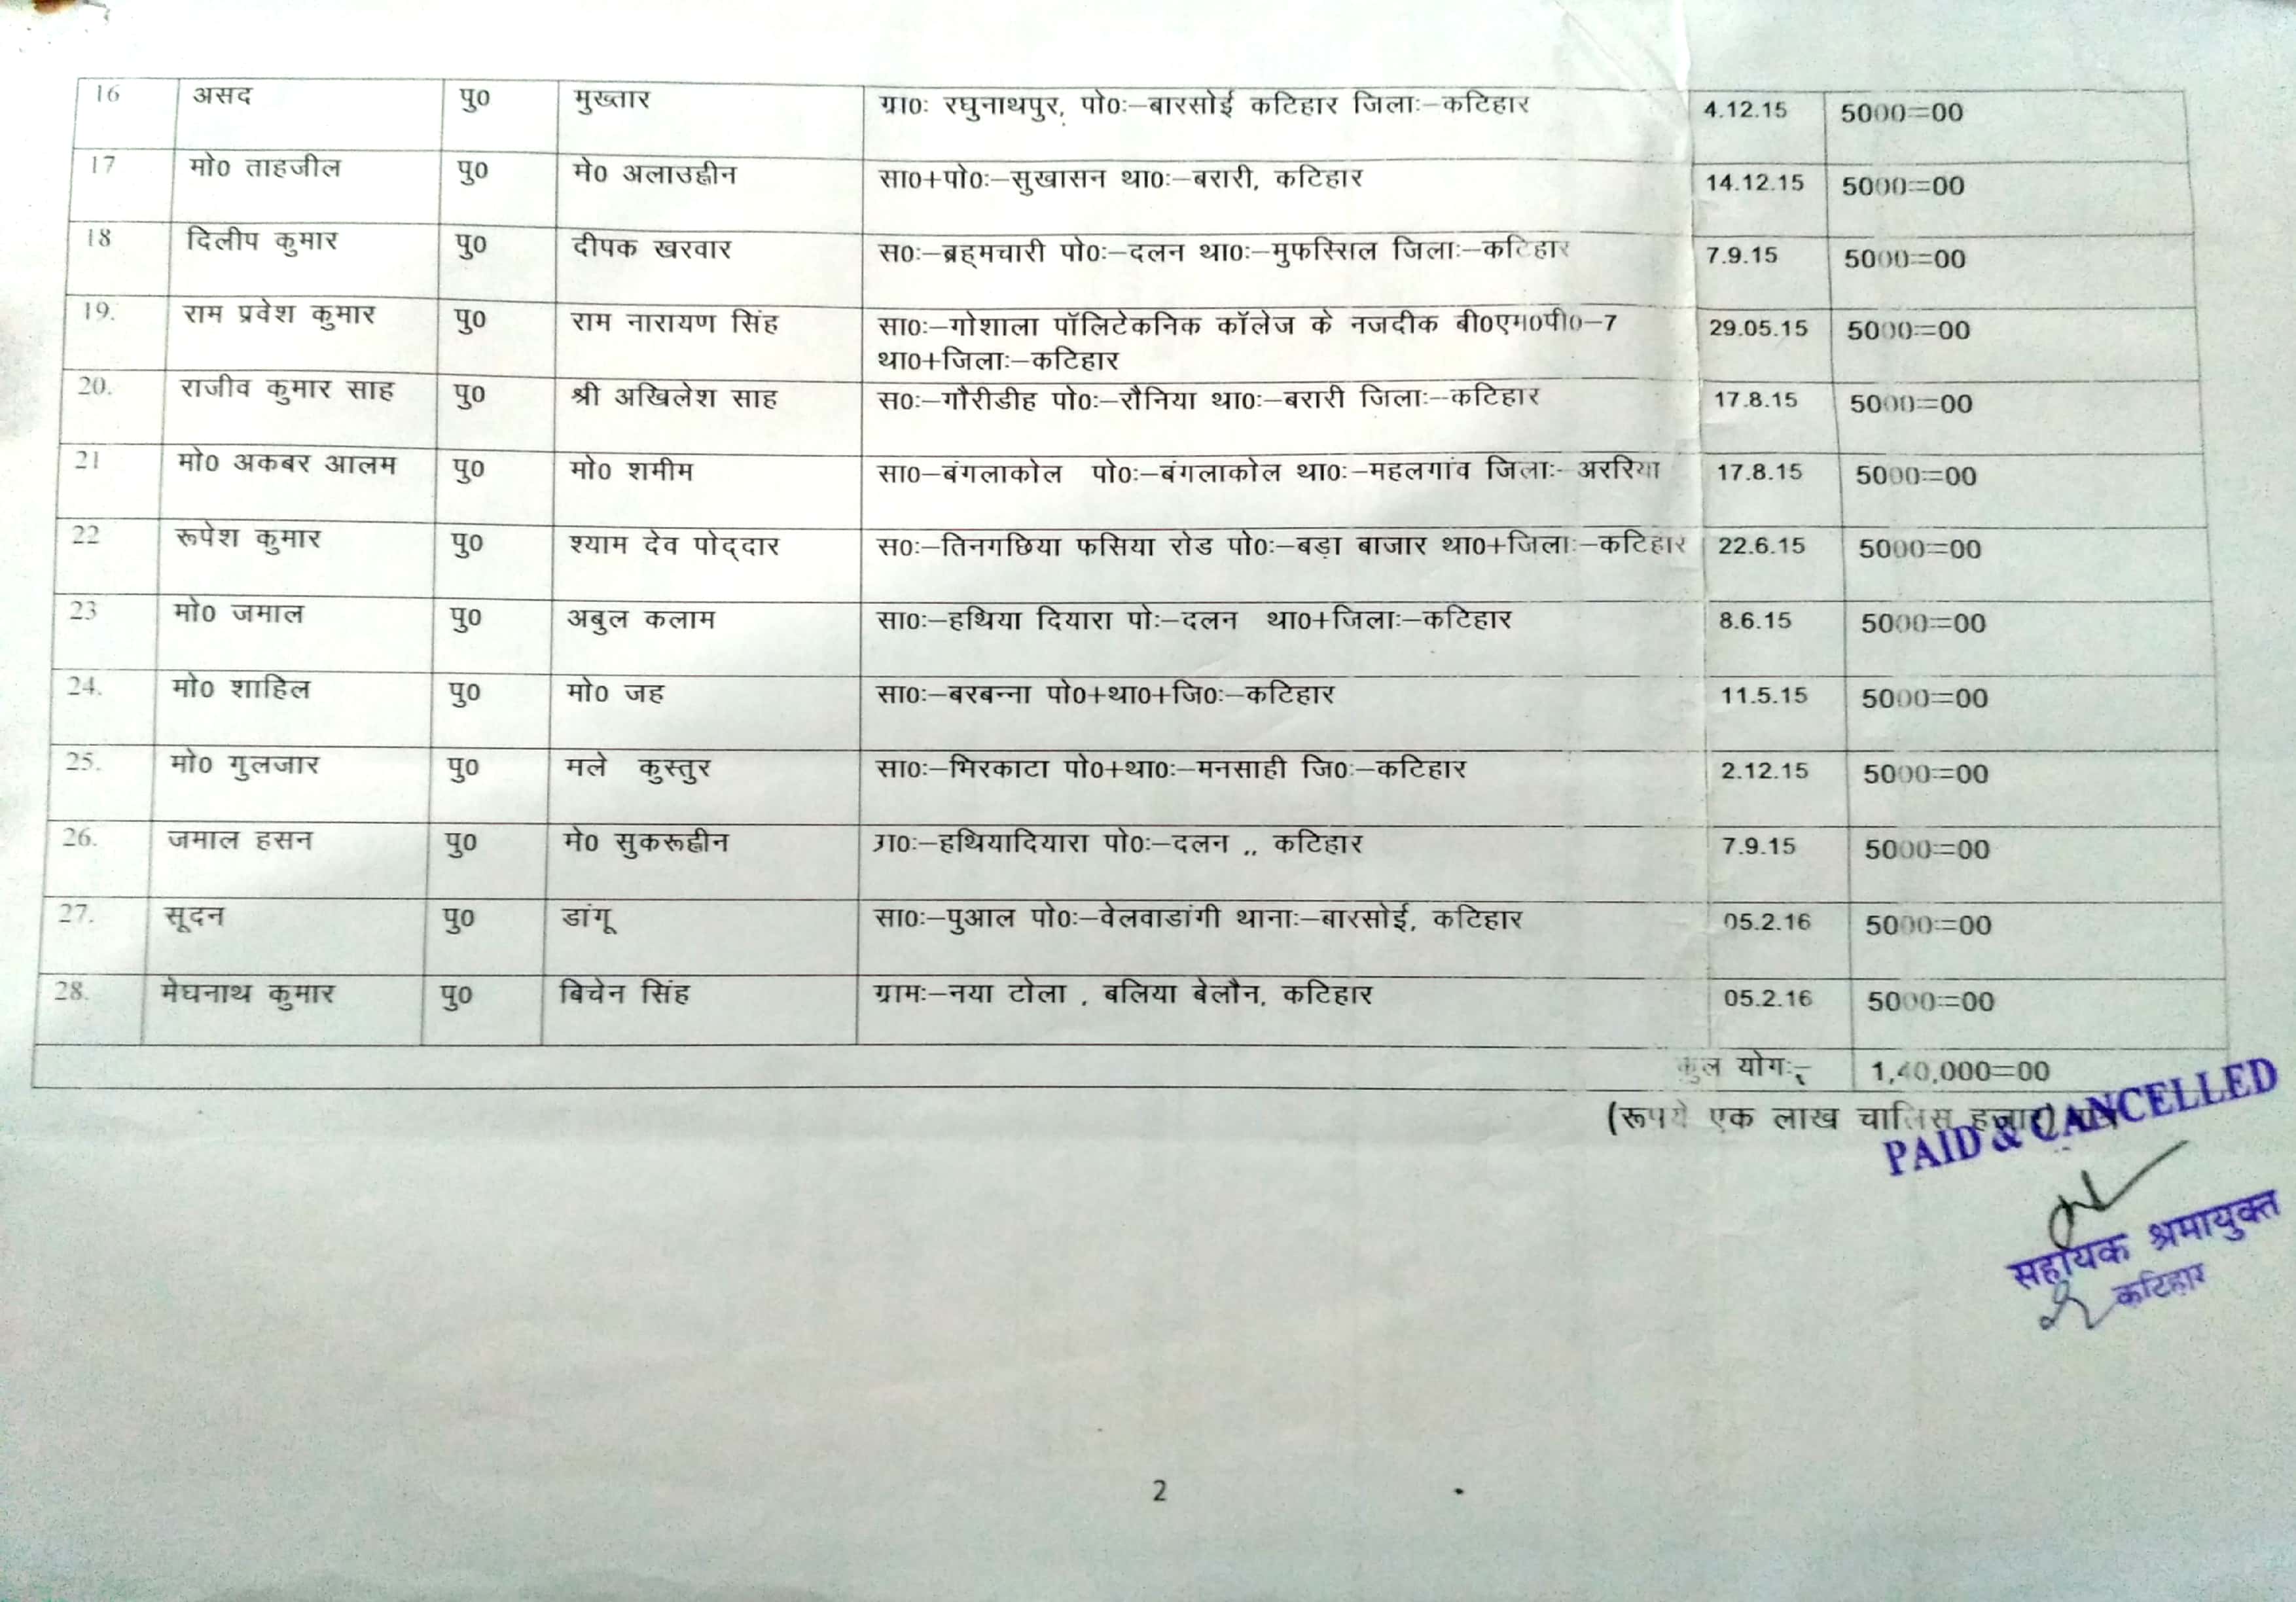 16 असद पु0 मुख्तार ग्रा0ः रघुनाथपुर, पो0ः–बारसोई कटिहार जिलाः–कटिहार 4.12.15 5000=00
17 मो0 ताहजील पु0 मे0 अलाउद्दीन सा0+पो0ः–सुखासन था0ः–बरारी, कटिहार 14.12.15 5000=00
18 दिलीप कुमार पु0 दीपक खरवार स0ः–ब्रह्मचारी पो0ः–दलन था0ः–मुफस्सिल जिलाः–कटिहार 7.9.15 5000=00
19. राम प्रवेश कुमार पु0 राम नारायण सिंह सा0ः–गोशाला पॉलिटेकनिक कॉलेज के नजदीक बी0एम0पी0–7 29.05.15 5000=00
था0+जिलाः–कटिहार
20. राजीव कुमार साह पु0 श्री अखिलेश साह स0ः–गौरीडीह पो0ः–रौनिया था0ः–बरारी जिलाः–कटिहार 17.8.15 5000=00
21 मो0 अकबर आलम पु0 मो0 शमीम सा0–बंगलाकोल पो0ः–बंगलाकोल था0ः–महलगांव जिलाः– अररिया 17.8.15 5000=00
22 रूपेश कुमार पु0 श्याम देव पोद्दार स0ः–तिनगछिया फसिया रोड पो0ः–बड़ा बाजार था0+जिलाः–कटिहार 22.6.15 5000=00
23 मो0 जमाल पु0 अबुल कलाम सा0ः–हथिया दियारा पोः–दलन था0+जिलाः–कटिहार 8.6.15 5000=00
24. मो0 शाहिल पु0 मो0 जह सा0ः–बरबन्ना पो0+था0+जि0ः–कटिहार 11.5.15 5000=00
25. मो0 गुलजार पु0 मले कुस्तुर सा0ः–भिरकाटा पो0+था0ः–मनसाही जि0ः–कटिहार 2.12.15 5000=00
26. जमाल हसन पु0 मे0 सुकरूद्दीन ग्र0ः–हथियादियारा पो0ः–दलन ,, कटिहार 7.9.15 5000=00
27. सूदन पु0 डांगू सा0ः–पुआल पो0ः–वेलवाडांगी थानाः–बारसोई, कटिहार 05.2.16 5000=00
28. मेघनाथ कुमार पु0 बिचेन सिंह ग्रामः–नया टोला , बलिया बेलौन, कटिहार 05.2.16 5000=00
कुल योगः– 1,40,000=00
(रूपये एक लाख चालिस हजार)
PAID & CANCELLED
सहायक श्रमायुक्त
कटिहार
2